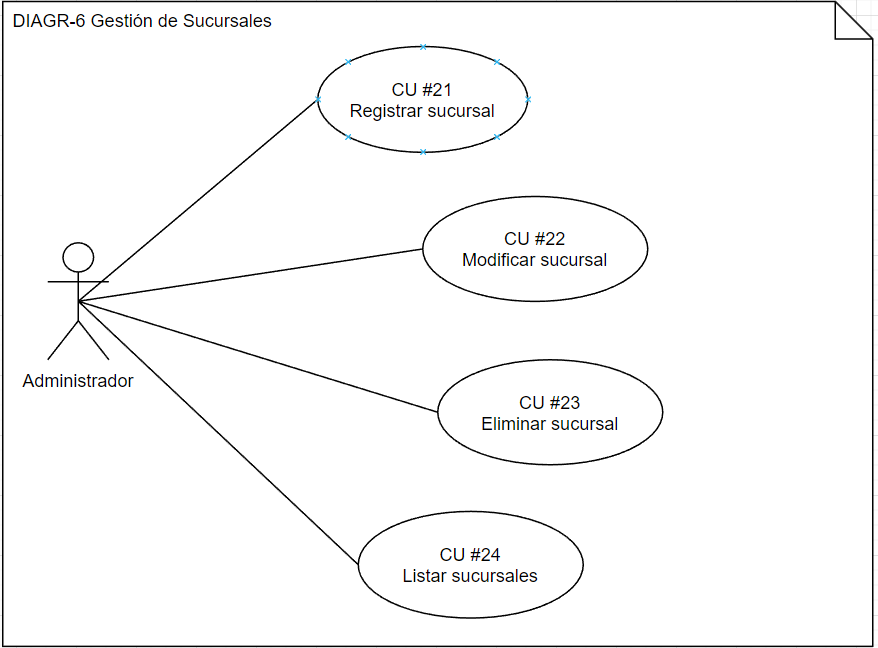 DIAGR-6 Gestión de Sucursales
CU #21
Registrar sucursal
CU #22
Modificar sucursal
Administrador
CU #23
Eliminar sucursal
CU #24
Listar sucursales